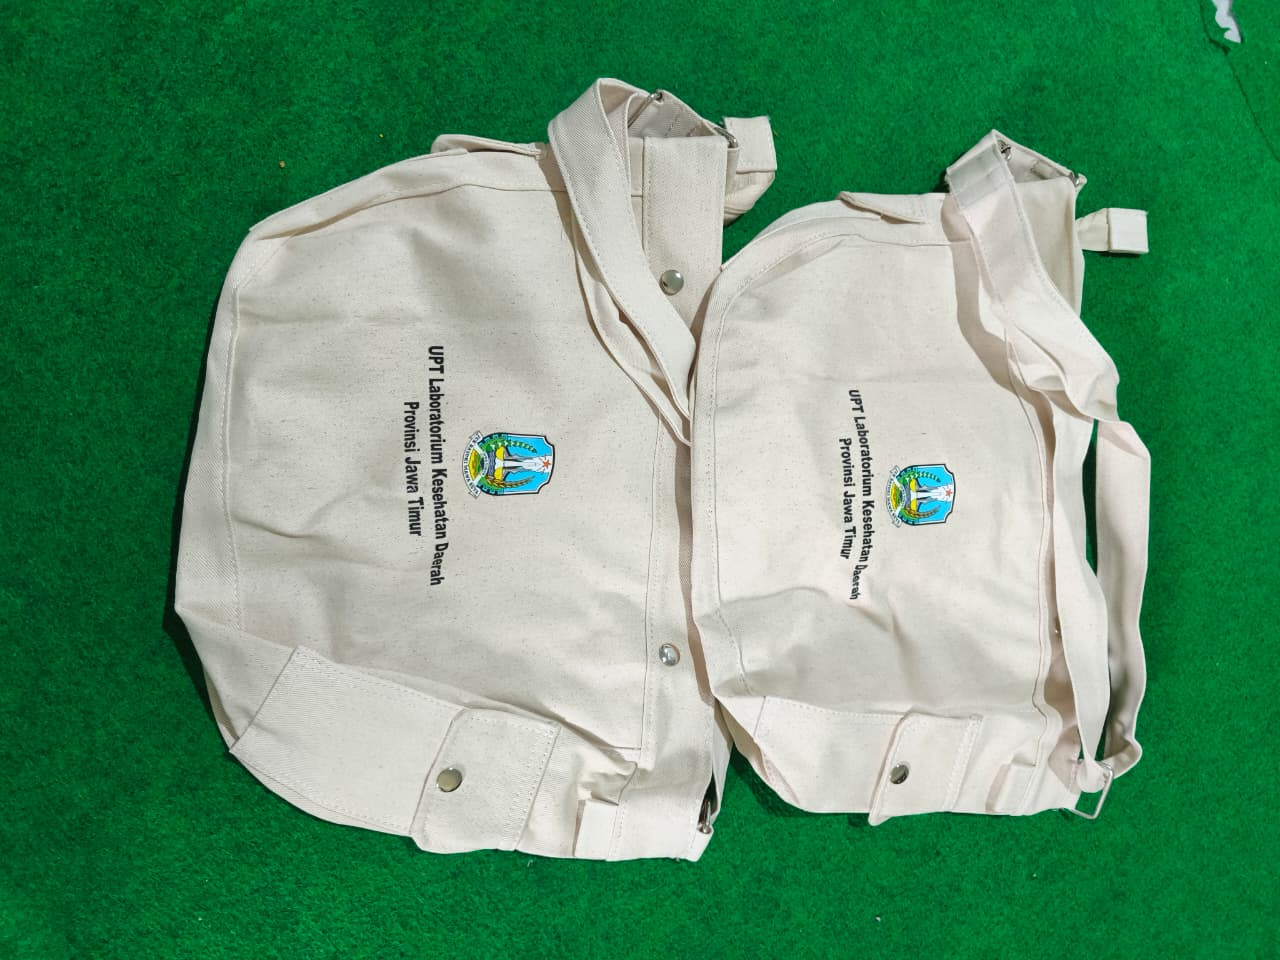 UPT Laboratorium Kesehatan Daerah
Provinsi Jawa Timur
UPT Laboratorium Kesehatan Daerah
Provinsi Jawa Timur